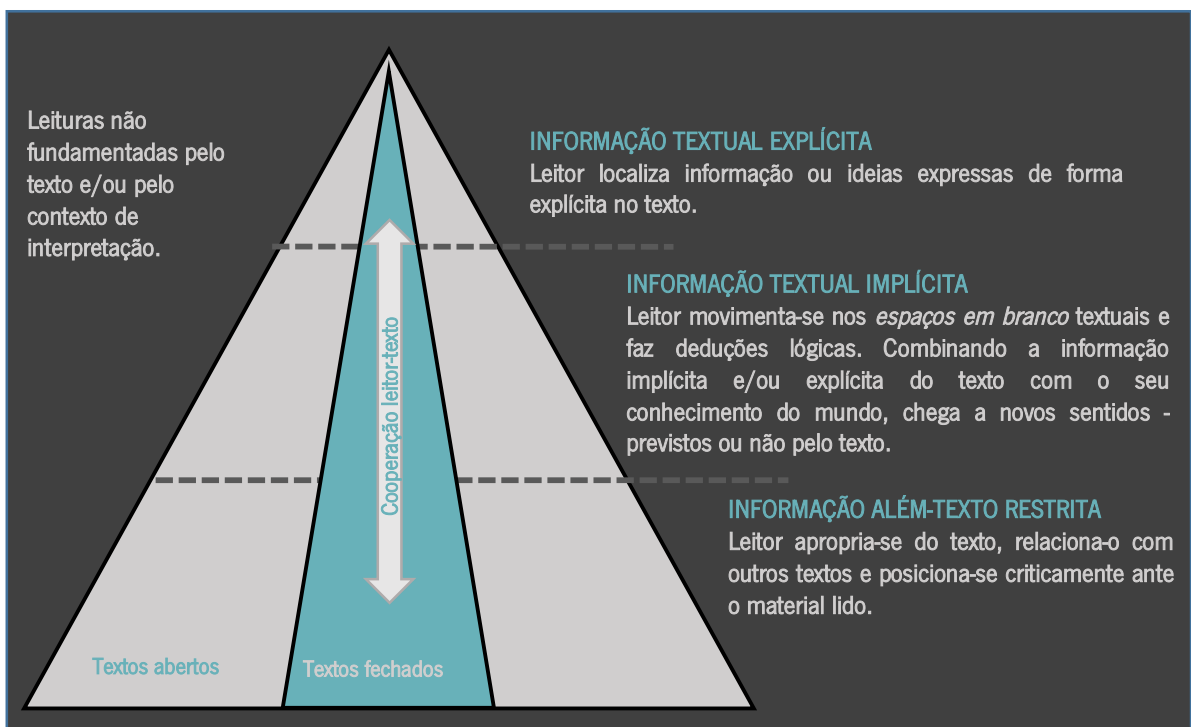 Leituras não
fundamentadas pelo
texto e/ou pelo
contexto de
interpretação.
INFORMAÇÃO TEXTUAL EXPLÍCITA
Leitor localiza informação ou ideias expressas de forma
explícita no texto.
INFORMAÇÃO TEXTUAL IMPLÍCITA
Leitor movimenta-se nos espaços em branco textuais e
faz deduções lógicas. Combinando a informação
implícita e/ou explícita do texto com o seu
conhecimento do mundo, chega a novos sentidos -
previstos ou não pelo texto.
Cooperação leitor-texto
INFORMAÇÃO ALÉM-TEXTO RESTRITA
Leitor apropria-se do texto, relaciona-o com
outros textos e posiciona-se criticamente ante
o material lido.
Textos abertos
Textos fechados